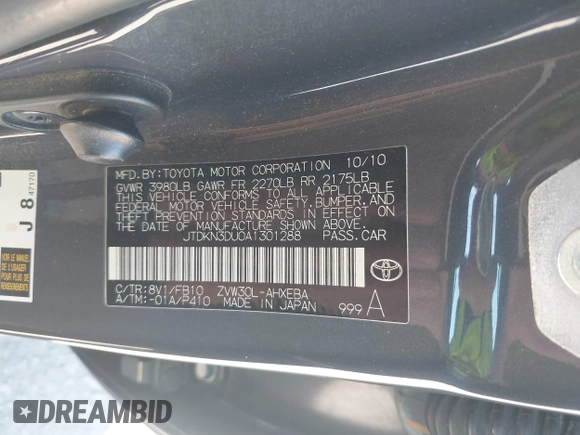 MFD. BY: TOYOTA MOTOR CORPORATION 10/10
GVWR 3980LB GAWR FR 2270LB RR 2175LB
THIS VEHICLE CONFORMS TO ALL APPLICABLE
FEDERAL MOTOR VEHICLE SAFETY, BUMPER, AND
THEFT PREVENTION STANDARDS IN EFFECT ON
THE DATE OF MANUFACTURE SHOWN ABOVE.
JTDKN3DU0A1301288 PASS.CAR
C/TR:8V1/FB10 ZVW30L-AHXEBA
A/TM:-01A/P410 MADE IN JAPAN 999 A
J 8 47170
DREAMBID